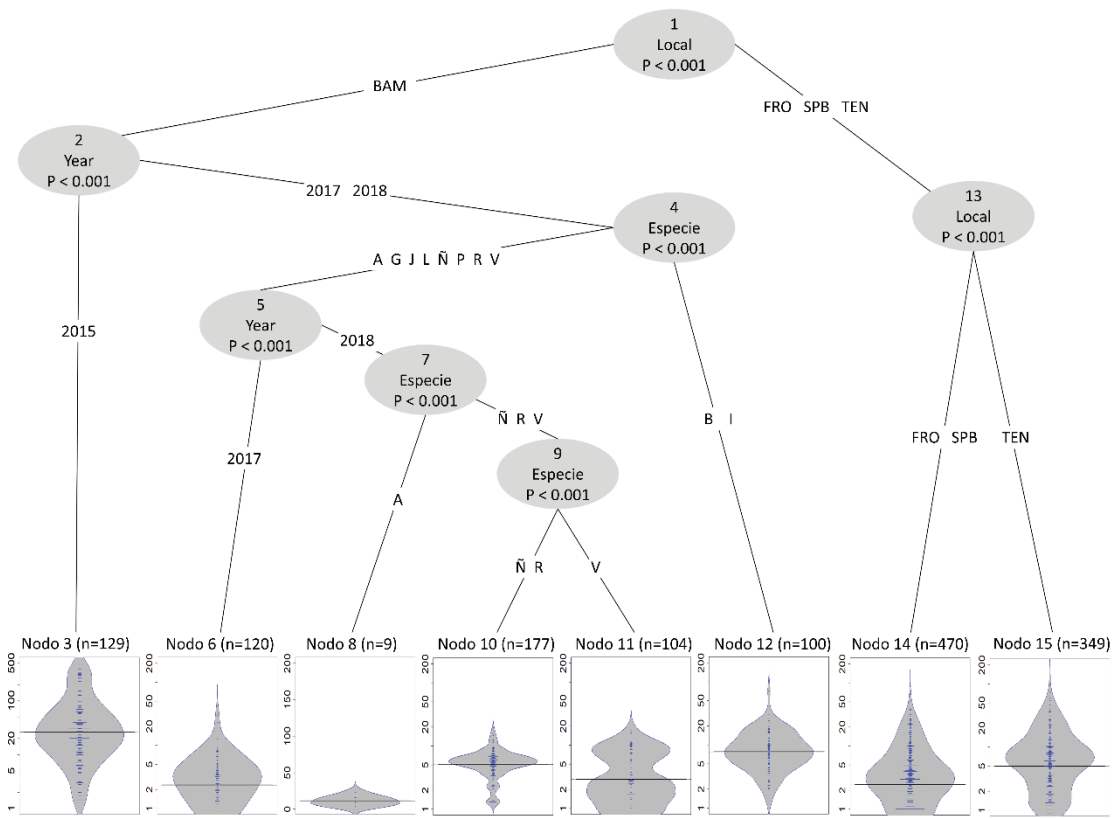 1
Local
P < 0.001
BAM
FRO SPB TEN
2
Year
P < 0.001
2017 2018
4
Especie
P < 0.001
13
Local
P < 0.001
A G J L Ñ P R V
5
Year
P < 0.001
2015
2018
7
Especie
P < 0.001
Ñ R V
B I
FRO SPB
TEN
2017
9
Especie
P < 0.001
A
Ñ R
V
Nodo 3 (n=129)
Nodo 6 (n=120)
Nodo 8 (n=9)
Nodo 10 (n=177)
Nodo 11 (n=104)
Nodo 12 (n=100)
Nodo 14 (n=470)
Nodo 15 (n=349)
500
100
20
5
1
200
50
20
5
2
1
200
150
100
50
0
200
50
20
5
2
1
200
50
20
5
2
1
200
50
20
5
2
1
200
50
20
5
2
1
200
50
20
5
2
1